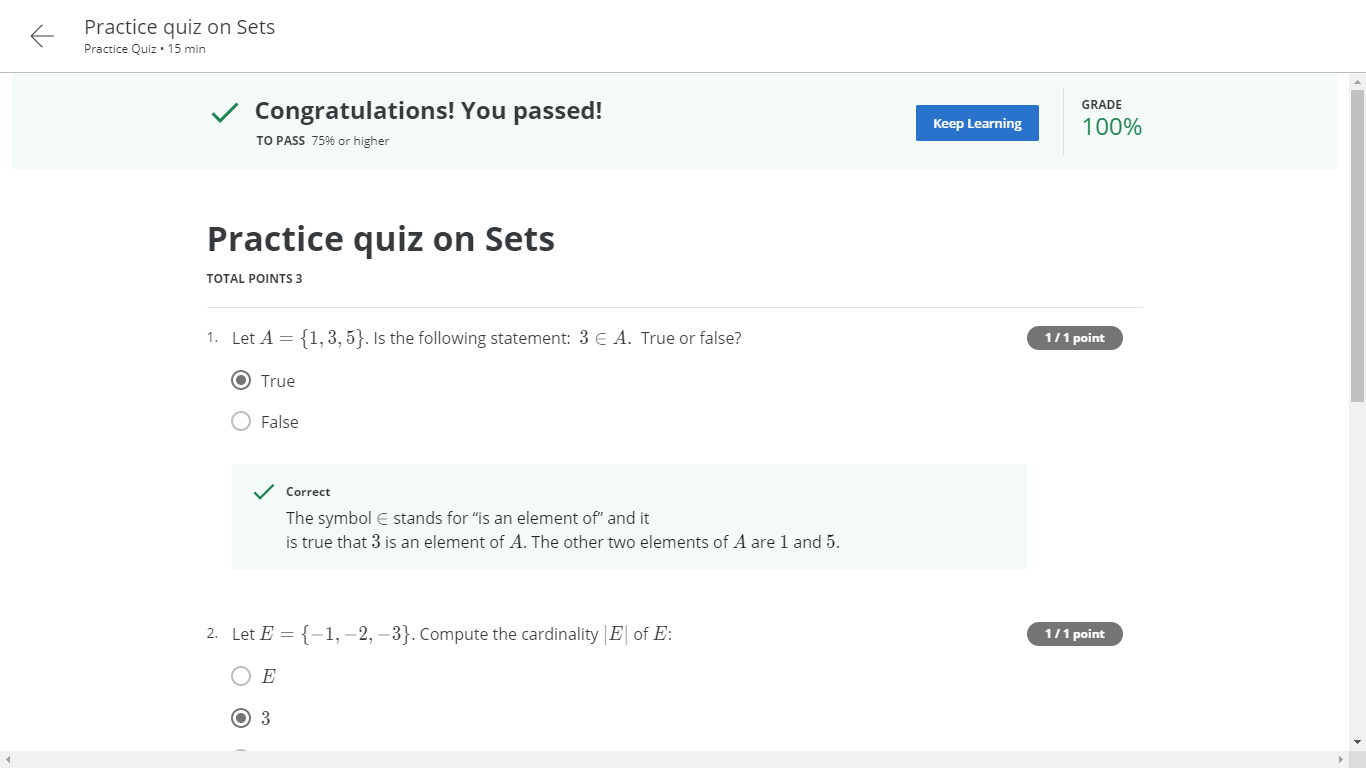 Practice quiz on Sets
Practice Quiz • 15 min
Congratulations! You passed!
TO PASS 75% or higher
Keep Learning
GRADE
100%
Practice quiz on Sets
TOTAL POINTS 3
1. Let A = {1, 3, 5}. Is the following statement: 3 ∈ A. True or false?
1 / 1 point
True
False
Correct
The symbol ∈ stands for “is an element of” and it
is true that 3 is an element of A. The other two elements of A are 1 and 5.
2. Let E = {−1, −2, −3}. Compute the cardinality |E| of E:
1 / 1 point
E
3